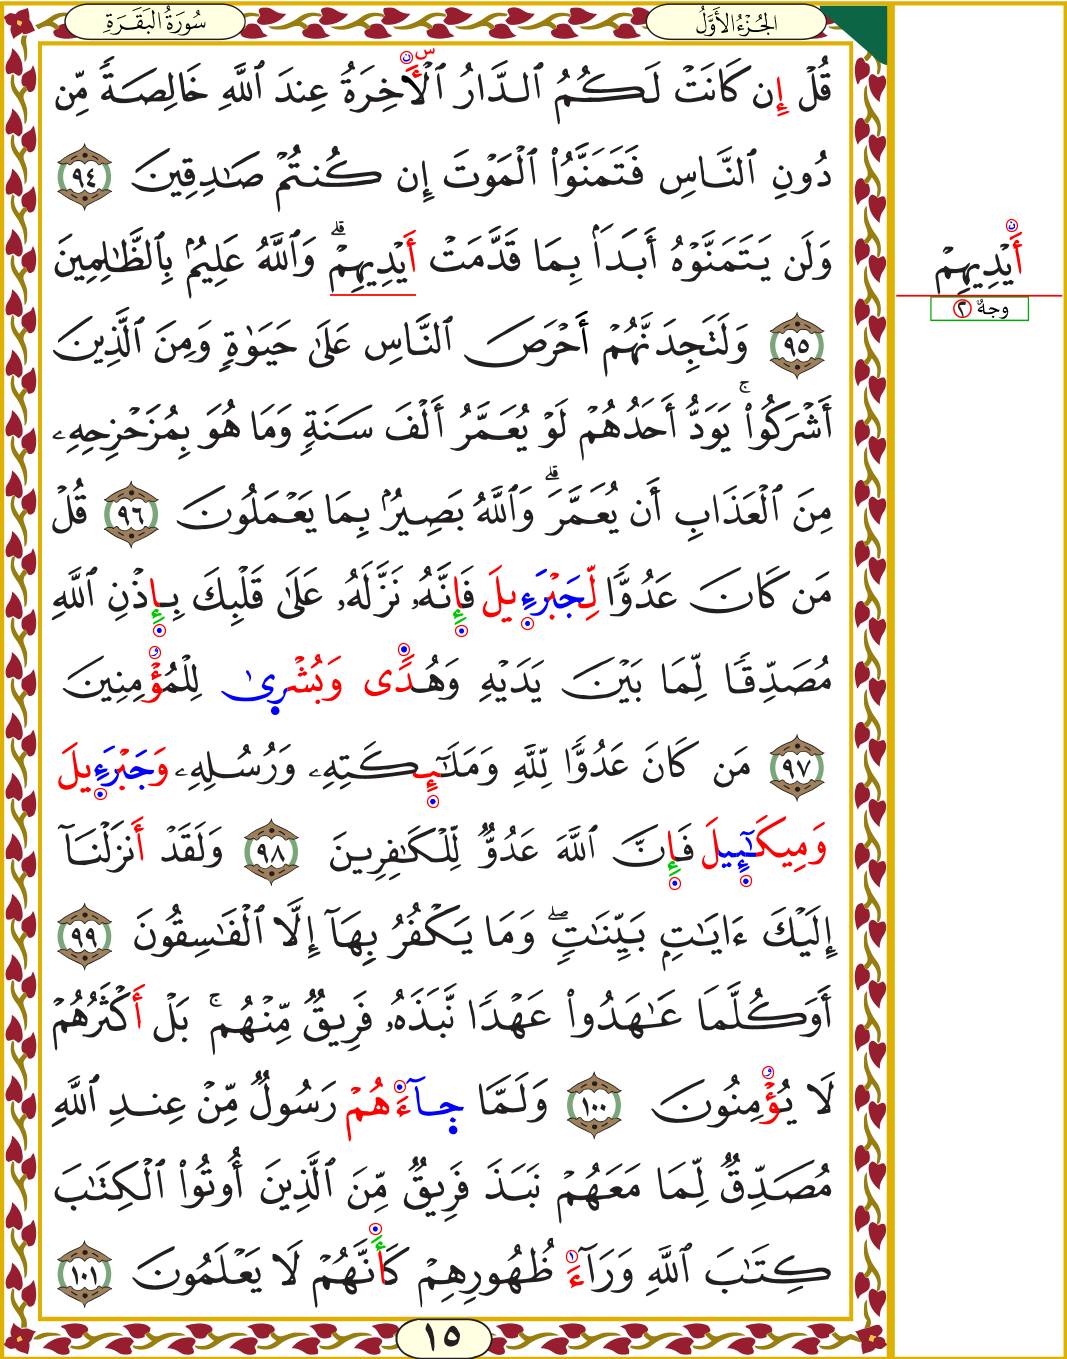 سُورَةُ البَقَرَةِ
الجُزْءُ الأَوَّلُ
قُلْ إِن كَانَتْ لَكُمُ ٱلدَّارُ ٱلْأَخِرَةُ عِندَ ٱللَّهِ خَالِصَةً مِّن
دُونِ ٱلنَّاسِ فَتَمَنَّوُا۟ ٱلْمَوْتَ إِن كُنتُمْ صَـٰدِقِينَ ٩٤
وَلَن يَتَمَنَّوْهُ أَبَدًۢا بِمَا قَدَّمَتْ أَيْدِيهِمْ ۗ وَٱللَّهُ عَلِيمٌۢ بِٱلظَّـٰلِمِينَ
٩٥ وَلَتَجِدَنَّهُمْ أَحْرَصَ ٱلنَّاسِ عَلَىٰ حَيَوٰةٍ وَمِنَ ٱلَّذِينَ
أَشْرَكُوا۟ ۚ يَوَدُّ أَحَدُهُمْ لَوْ يُعَمَّرُ أَلْفَ سَنَةٍ وَمَا هُوَ بِمُزَحْزِحِهِۦ
مِنَ ٱلْعَذَابِ أَن يُعَمَّرَ ۗ وَٱللَّهُ بَصِيرٌۢ بِمَا يَعْمَلُونَ ٩٦ قُلْ
مَن كَانَ عَدُوًّا لِّجَبْرَءِيلَ فَإِنَّهُۥ نَزَّلَهُۥ عَلَىٰ قَلْبِكَ بِإِذْنِ ٱللَّهِ
مُصَدِّقًا لِّمَا بَيْنَ يَدَيْهِ وَهُدًى وَبُشْرِىٰ لِلْمُؤْمِنِينَ
٩٧ مَن كَانَ عَدُوًّا لِّلَّهِ وَمَلَـٰٓئِكَتِهِۦ وَرُسُلِهِۦ وَجَبْرَءِيلَ
وَمِيكَـٰٓئِيلَ فَإِنَّ ٱللَّهَ عَدُوٌّ لِّلْكَـٰفِرِينَ ٩٨ وَلَقَدْ أَنزَلْنَآ
إِلَيْكَ ءَايَـٰتٍۭ بَيِّنَـٰتٍ ۖ وَمَا يَكْفُرُ بِهَآ إِلَّا ٱلْفَـٰسِقُونَ ٩٩
أَوَكُلَّمَا عَـٰهَدُوا۟ عَهْدًا نَّبَذَهُۥ فَرِيقٌ مِّنْهُم ۚ بَلْ أَكْثَرُهُمْ
لَا يُؤْمِنُونَ ١٠٠ وَلَمَّا جِآءَهُمْ رَسُولٌ مِّنْ عِندِ ٱللَّهِ
مُصَدِّقٌ لِّمَا مَعَهُمْ نَبَذَ فَرِيقٌ مِّنَ ٱلَّذِينَ أُوتُوا۟ ٱلْكِتَـٰبَ
كِتَـٰبَ ٱللَّهِ وَرَآءَ ظُهُورِهِمْ كَأَنَّهُمْ لَا يَعْلَمُونَ ١٠١
١٥
أَيْدِيهِمْ
وجهٌ ٢